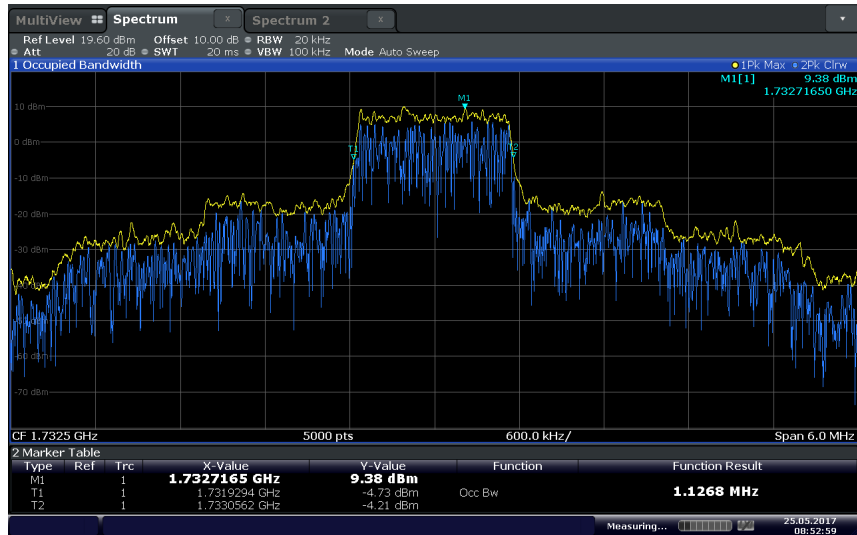 MultiView Spectrum x Spectrum 2 x
Ref Level 19.60 dBm Offset 10.00 dB RBW 20 kHz
Att 20 dB SWT 20 ms VBW 100 kHz Mode Auto Sweep
1 Occupied Bandwidth 1Pk Max 2Pk Clrw
M1[1] 9.38 dBm
1.73271650 GHz
M1
10 dBm
0 dBm
T1 T2
-10 dBm
-20 dBm
-30 dBm
-60 dBm
-70 dBm
CF 1.7325 GHz 5000 pts 600.0 kHz/ Span 6.0 MHz
2 Marker Table
Type Ref Trc X-Value Y-Value Function Function Result
M1 1 1.7327165 GHz 9.38 dBm
T1 1 1.7319294 GHz -4.73 dBm Occ Bw 1.1268 MHz
T2 1 1.7330562 GHz -4.21 dBm
Measuring... 25.05.2017
08:52:59